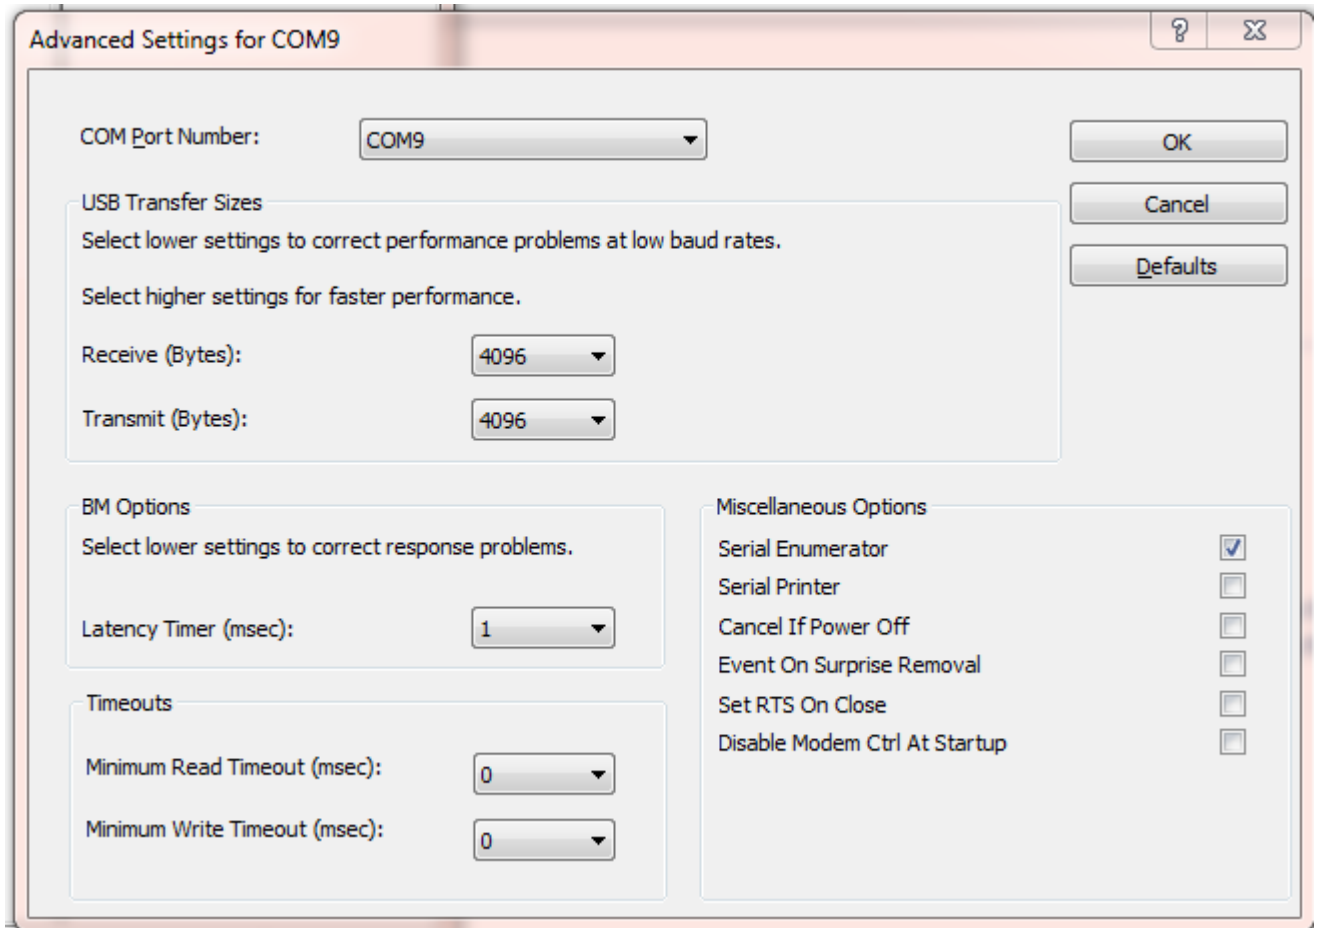 Advanced Settings for COM9
COM Port Number:
COM9
OK
Cancel
Defaults
USB Transfer Sizes
Select lower settings to correct performance problems at low baud rates.
Select higher settings for faster performance.
Receive (Bytes):
4096
Transmit (Bytes):
4096
BM Options
Select lower settings to correct response problems.
Latency Timer (msec):
1
Timeouts
Minimum Read Timeout (msec):
0
Minimum Write Timeout (msec):
0
Miscellaneous Options
Serial Enumerator
Serial Printer
Cancel If Power Off
Event On Surprise Removal
Set RTS On Close
Disable Modem Ctrl At Startup